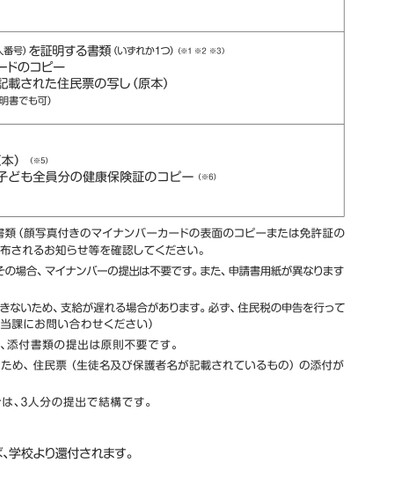 人番号）を証明する書類（いずれか1つ）（※1 ※2 ※3）
ードのコピー
記載された住民票の写し（原本）
明書でも可）
本）（※5）
子ども全員分の健康保険証のコピー（※6）
書類（顔写真付きのマイナンバーカードの表面のコピーまたは免許証の
布されるお知らせ等を確認してください。
その場合、マイナンバーの提出は不要です。また、申請書用紙が異なります
きないため、支給が遅れる場合があります。必ず、住民税の申告を行って
当課にお問い合わせください）
、添付書類の提出は原則不要です。
ため、住民票（生徒名及び保護者名が記載されているもの）の添付が
は、3人分の提出で結構です。
、学校より還付されます。